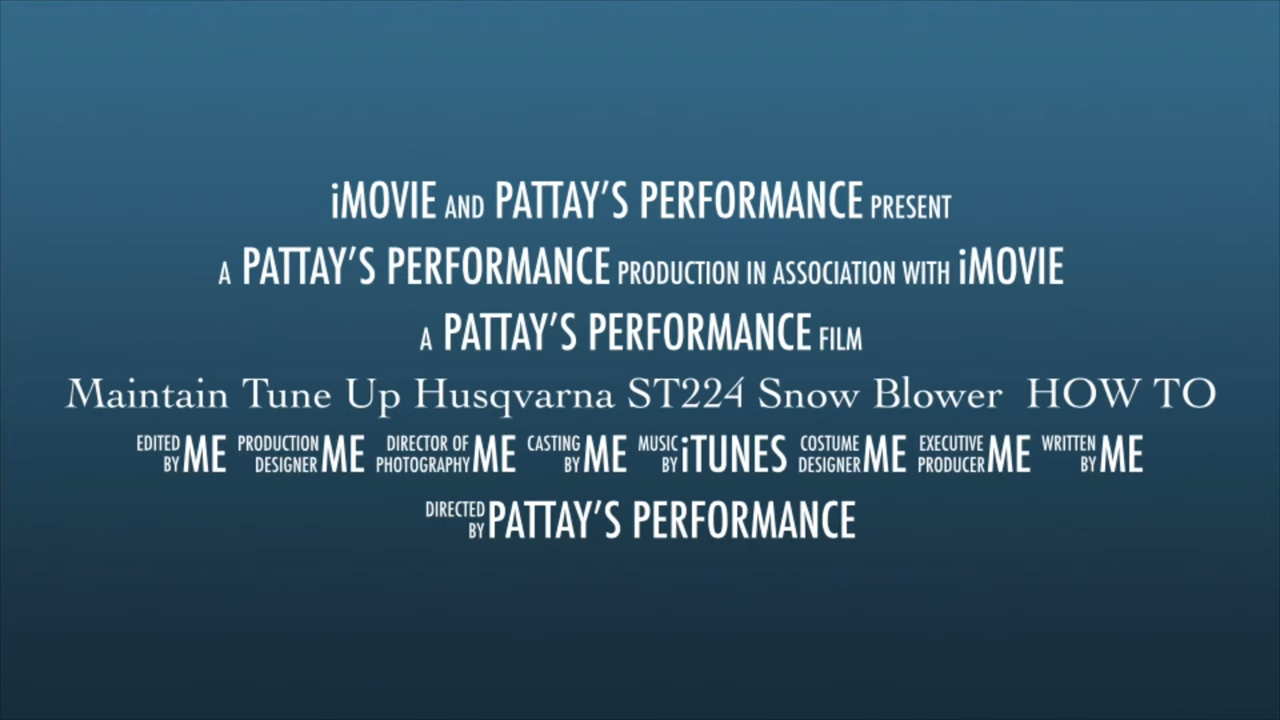 iMOVIE AND PATTAY'S PERFORMANCE PRESENT
A PATTAY'S PERFORMANCE PRODUCTION IN ASSOCIATION WITH iMOVIE
A PATTAY'S PERFORMANCE FILM
Maintain Tune Up Husqvarna ST224 Snow Blower HOW TO
EDITED BY ME PRODUCTION DESIGNER ME DIRECTOR OF PHOTOGRAPHY ME CASTING BY ME MUSIC BY iTUNES COSTUME DESIGNER ME EXECUTIVE PRODUCER ME WRITTEN BY ME
DIRECTED BY PATTAY'S PERFORMANCE